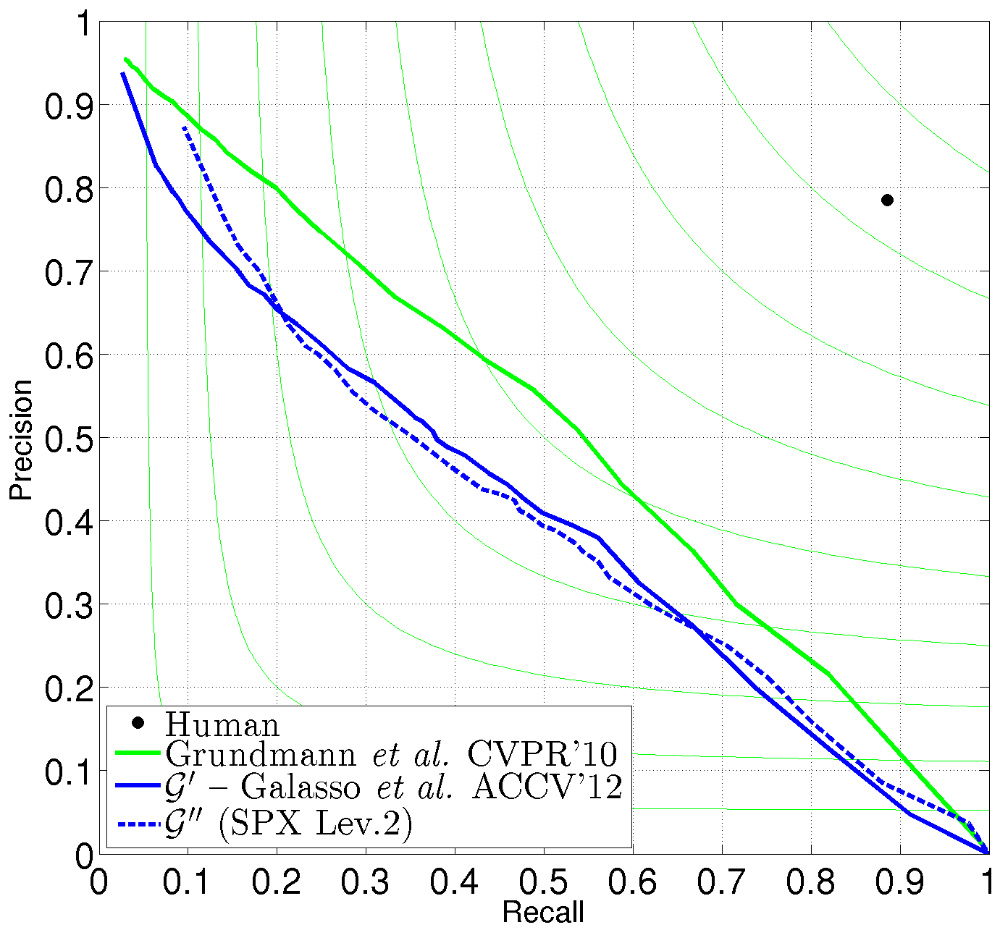 1
0.9
0.8
0.7
0.6
0.5
0.4
0.3
0.2
0.1
0
Precision
Human
Grundmann et al. CVPR'10
𝒢′ – Galasso et al. ACCV'12
𝒢″ (SPX Lev.2)
0 0.1 0.2 0.3 0.4 0.5 0.6 0.7 0.8 0.9 1
Recall